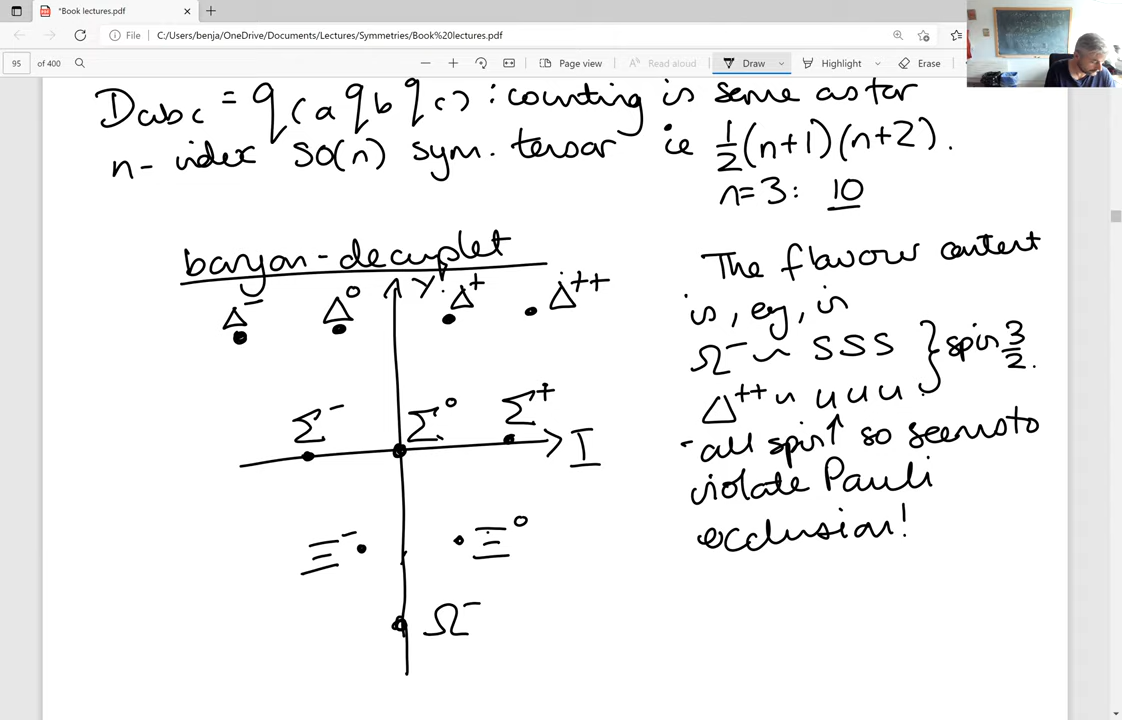 *Book lectures.pdf
File
C:/Users/benja/OneDrive/Documents/Lectures/Symmetries/Book%20lectures.pdf
95 of 400
Page view
Read aloud
Draw
Highlight
Erase
Dabc = q(a qb qc) : counting is same as for
n-index SO(n) sym. tensor ie ½(n+1)(n+2).
n=3: 10
baryon-decuplet
Y
Δ⁻ Δ⁰ Δ⁺ Δ⁺⁺
Σ⁻ Σ⁰ Σ⁺
I
Ξ⁻ Ξ⁰
Ω⁻
The flavour content
is, eg, in
Ω⁻ ~ SSS } spin 3/2.
Δ⁺⁺ ~ uuu
- all spin ↑ so seems to
violate Pauli
exclusion!